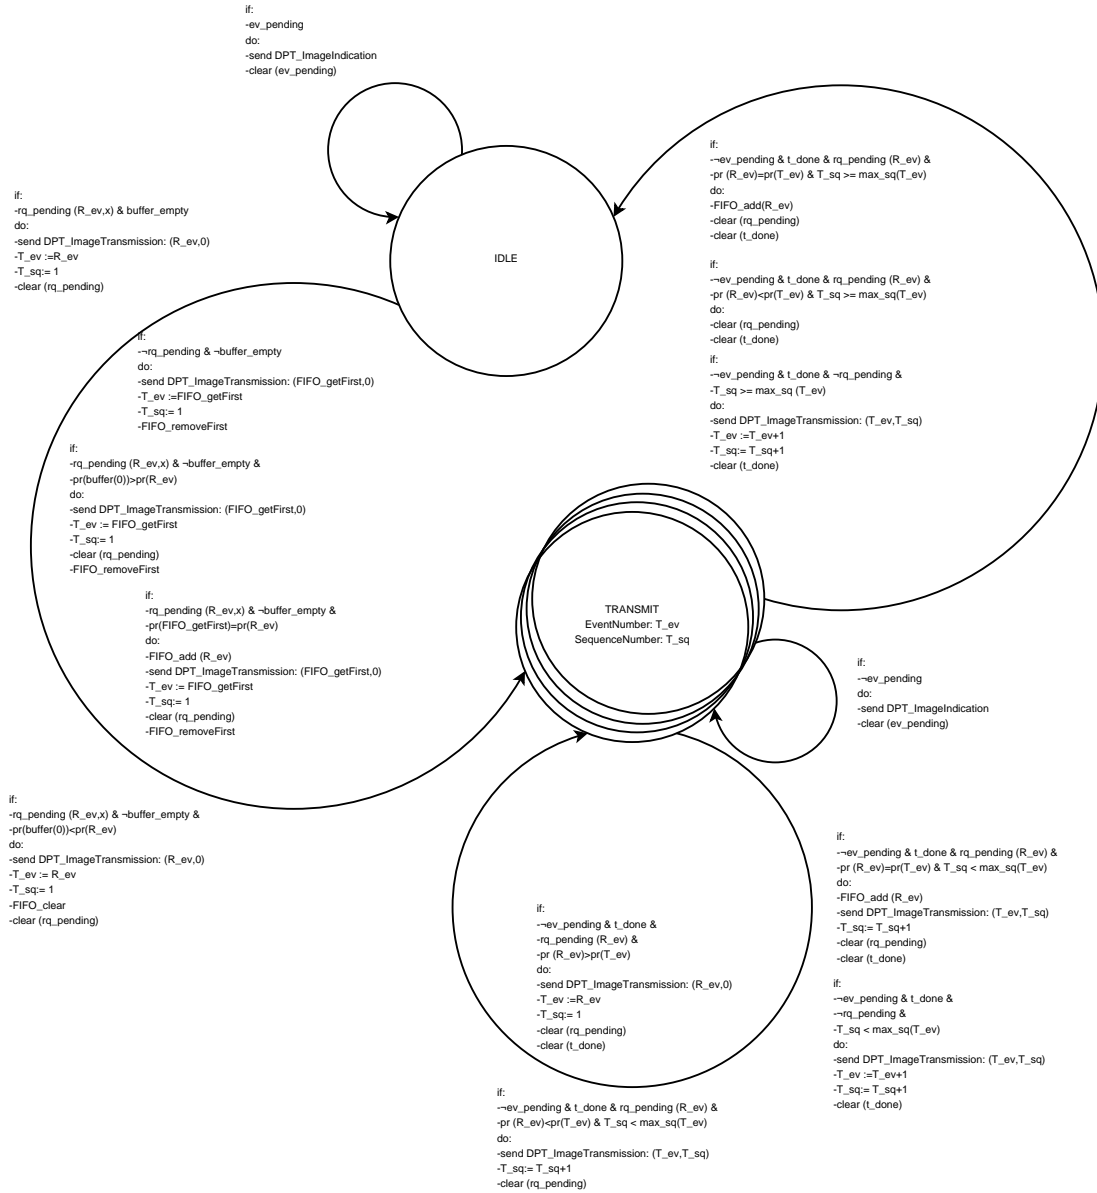 if:
-ev_pending
do:
-send DPT_ImageIndication
-clear (ev_pending)
if:
-¬ev_pending & t_done & rq_pending (R_ev) &
-pr (R_ev)=pr(T_ev) & T_sq >= max_sq(T_ev)
do:
-FIFO_add(R_ev)
-clear (rq_pending)
-clear (t_done)
if:
-rq_pending (R_ev,x) & buffer_empty
do:
-send DPT_ImageTransmission: (R_ev,0)
-T_ev :=R_ev
-T_sq:= 1
-clear (rq_pending)
IDLE
if:
-¬ev_pending & t_done & rq_pending (R_ev) &
-pr (R_ev)<pr(T_ev) & T_sq >= max_sq(T_ev)
do:
-clear (rq_pending)
-clear (t_done)
if:
-¬rq_pending & ¬buffer_empty
do:
-send DPT_ImageTransmission: (FIFO_getFirst,0)
-T_ev :=FIFO_getFirst
-T_sq:= 1
-FIFO_removeFirst
if:
-¬ev_pending & t_done & ¬rq_pending &
-T_sq >= max_sq (T_ev)
do:
-send DPT_ImageTransmission: (T_ev,T_sq)
-T_ev :=T_ev+1
-T_sq:= T_sq+1
-clear (t_done)
if:
-rq_pending (R_ev,x) & ¬buffer_empty &
-pr(buffer(0))>pr(R_ev)
do:
-send DPT_ImageTransmission: (FIFO_getFirst,0)
-T_ev := FIFO_getFirst
-T_sq:= 1
-clear (rq_pending)
-FIFO_removeFirst
if:
-rq_pending (R_ev,x) & ¬buffer_empty &
-pr(FIFO_getFirst)=pr(R_ev)
do:
-FIFO_add (R_ev)
-send DPT_ImageTransmission: (FIFO_getFirst,0)
-T_ev := FIFO_getFirst
-T_sq:= 1
-clear (rq_pending)
-FIFO_removeFirst
TRANSMIT
EventNumber: T_ev
SequenceNumber: T_sq
if:
-¬ev_pending
do:
-send DPT_ImageIndication
-clear (ev_pending)
if:
-rq_pending (R_ev,x) & ¬buffer_empty &
-pr(buffer(0))<pr(R_ev)
do:
-send DPT_ImageTransmission: (R_ev,0)
-T_ev := R_ev
-T_sq:= 1
-FIFO_clear
-clear (rq_pending)
if:
-¬ev_pending & t_done & rq_pending (R_ev) &
-pr (R_ev)=pr(T_ev) & T_sq < max_sq(T_ev)
do:
-FIFO_add (R_ev)
-send DPT_ImageTransmission: (T_ev,T_sq)
-T_sq:= T_sq+1
-clear (rq_pending)
-clear (t_done)
if:
-¬ev_pending & t_done &
-rq_pending (R_ev) &
-pr (R_ev)>pr(T_ev)
do:
-send DPT_ImageTransmission: (R_ev,0)
-T_ev :=R_ev
-T_sq:= 1
-clear (rq_pending)
-clear (t_done)
if:
-¬ev_pending & t_done &
-¬rq_pending &
-T_sq < max_sq(T_ev)
do:
-send DPT_ImageTransmission: (T_ev,T_sq)
-T_ev :=T_ev+1
-T_sq:= T_sq+1
-clear (t_done)
if:
-¬ev_pending & t_done & rq_pending (R_ev) &
-pr (R_ev)<pr(T_ev) & T_sq < max_sq(T_ev)
do:
-send DPT_ImageTransmission: (T_ev,T_sq)
-T_sq:= T_sq+1
-clear (rq_pending)